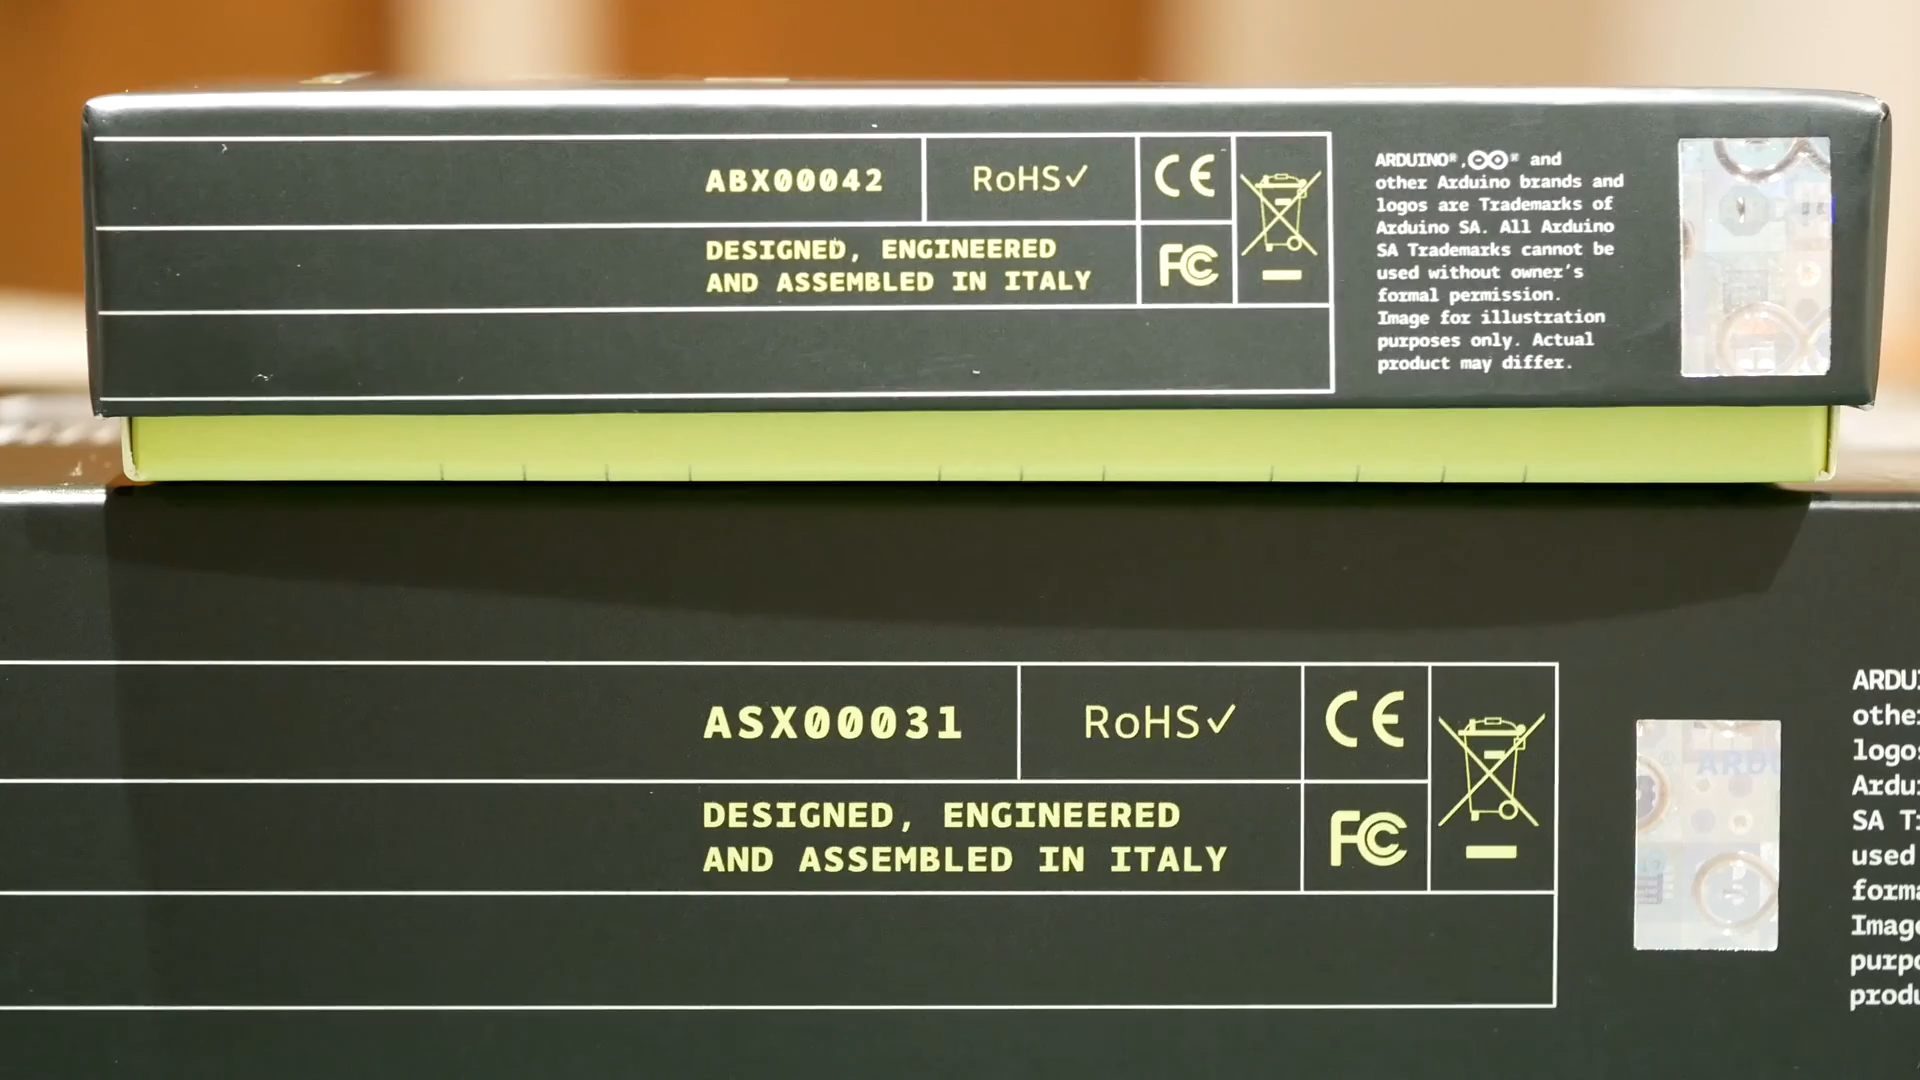 ABX00042
RoHS✓
CE
DESIGNED, ENGINEERED
AND ASSEMBLED IN ITALY
FC
ARDUINO®, ® and
other Arduino brands and
logos are Trademarks of
Arduino SA. All Arduino
SA Trademarks cannot be
used without owner's
formal permission.
Image for illustration
purposes only. Actual
product may differ.
ASX00031
RoHS✓
CE
DESIGNED, ENGINEERED
AND ASSEMBLED IN ITALY
FC
ARDU
othe
logo
Ardu
SA T
used
forma
Imag
purp
produ